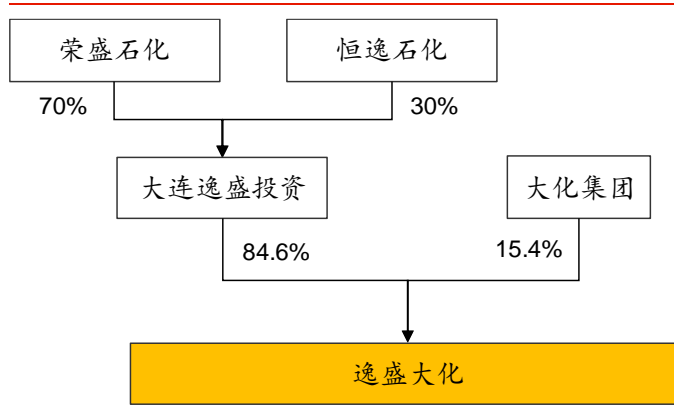 荣盛石化 恒逸石化
70% 30%
大连逸盛投资 大化集团
84.6% 15.4%
逸盛大化